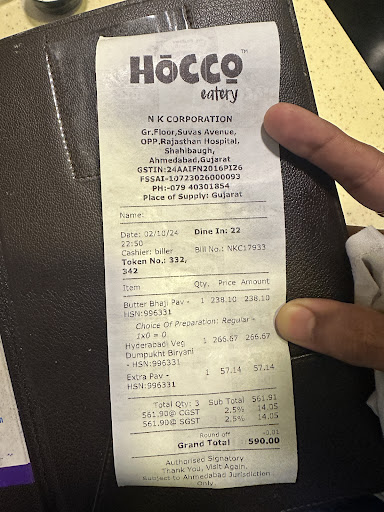 HŌCCO™
eatery
N K CORPORATION
Gr.Floor,Suvas Avenue,
OPP.Rajasthan Hospital,
Shahibaugh,
Ahmedabad,Gujarat
GSTIN:24AAIFN2016PIZ6
FSSAI-10723026000093
PH:-079 40301854
Place of Supply: Gujarat
Name:
Date: 02/10/24 Dine In: 22
22:50
Cashier: biller Bill No.: NKC17933
Token No.: 332,
342
Item Qty. Price Amount
Butter Bhaji Pav - 1 238.10 238.10
HSN:996331
Choice Of Preparation: Regular -
1x0 = 0
Hyderabadi Veg 1 266.67 266.67
Dumpukht Biryani
- HSN:996331
Extra Pav - 1 57.14 57.14
HSN:996331
Total Qty: 3 Sub Total 561.91
561.90@ CGST 2.5% 14.05
561.90@ SGST 2.5% 14.05
Round off -0.01
Grand Total 590.00
Authorised Signatory
Thank You, Visit Again.
Subject to Ahmedabad Jurisdiction
Only.